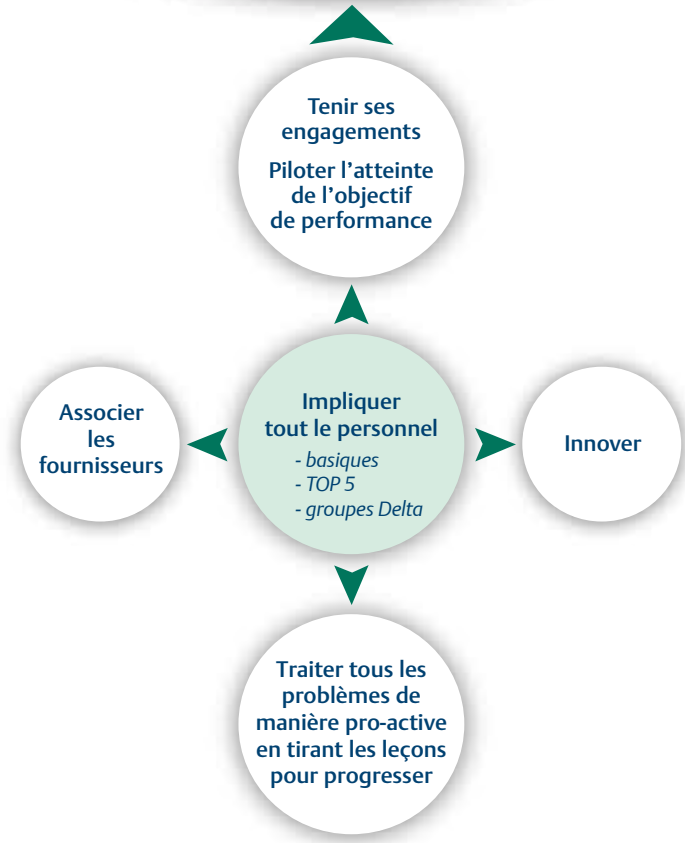 Tenir ses
engagements
Piloter l’atteinte
de l’objectif
de performance
Associer
les
fournisseurs
Impliquer
tout le personnel
- basiques
- TOP 5
- groupes Delta
Innover
Traiter tous les
problèmes de
manière pro-active
en tirant les leçons
pour progresser